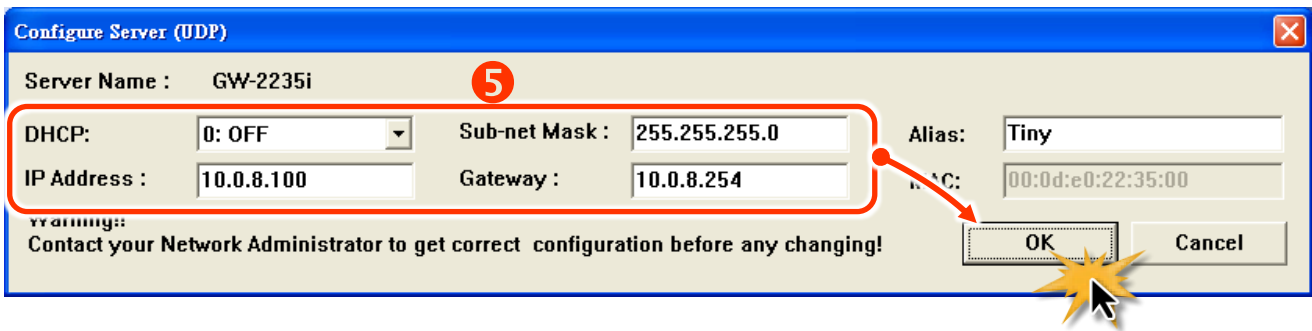 Configure Server (UDP)
Server Name : GW-2235i
5
DHCP: 0: OFF Sub-net Mask : 255.255.255.0 Alias: Tiny
IP Address : 10.0.8.100 Gateway : 10.0.8.254 MAC: 00:0d:e0:22:35:00
Warning!!
Contact your Network Administrator to get correct configuration before any changing!
OK Cancel